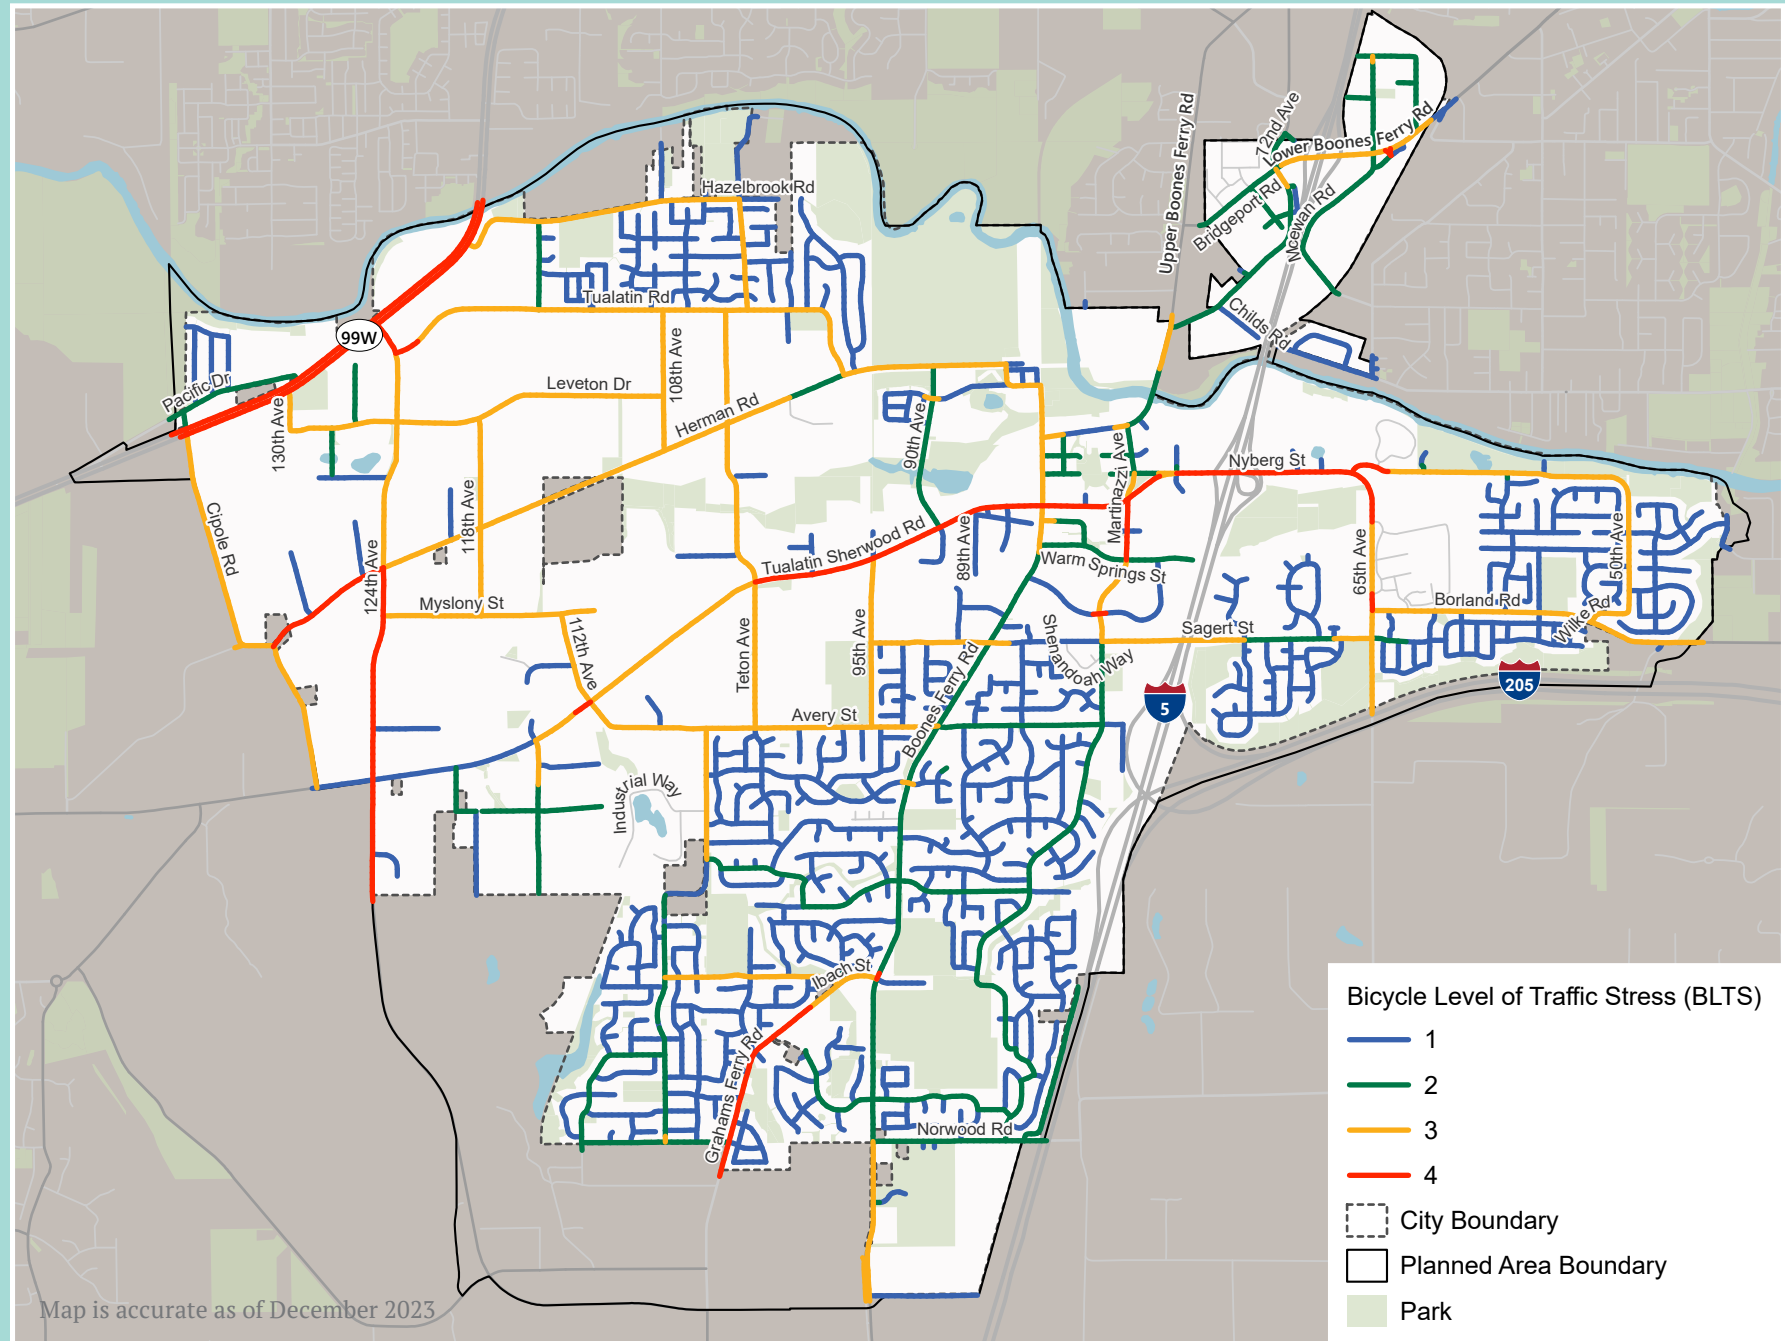 Upper Boones Ferry Rd
72nd Ave
Lower Boones Ferry Rd
Bridgeport Rd
Mcewan Rd
Childs Rd
Hazelbrook Rd
Tualatin Rd
99W
108th Ave
Pacific Dr
Leveton Dr
Herman Rd
130th Ave
90th Ave
Martinazzi Ave
Nyberg St
Cipole Rd
118th Ave
Tualatin Sherwood Rd
89th Ave
124th Ave
Warm Springs St
65th Ave
50th Ave
Myslony St
Borland Rd
Wilke Rd
112th Ave
Teton Ave
95th Ave
Shenandoah Way
Sagert St
205
5
Avery St
Boones Ferry Rd
Industrial Way
Ibach St
Grahams Ferry Rd
Norwood Rd
Bicycle Level of Traffic Stress (BLTS)
1
2
3
4
City Boundary
Planned Area Boundary
Park
Map is accurate as of December 2023